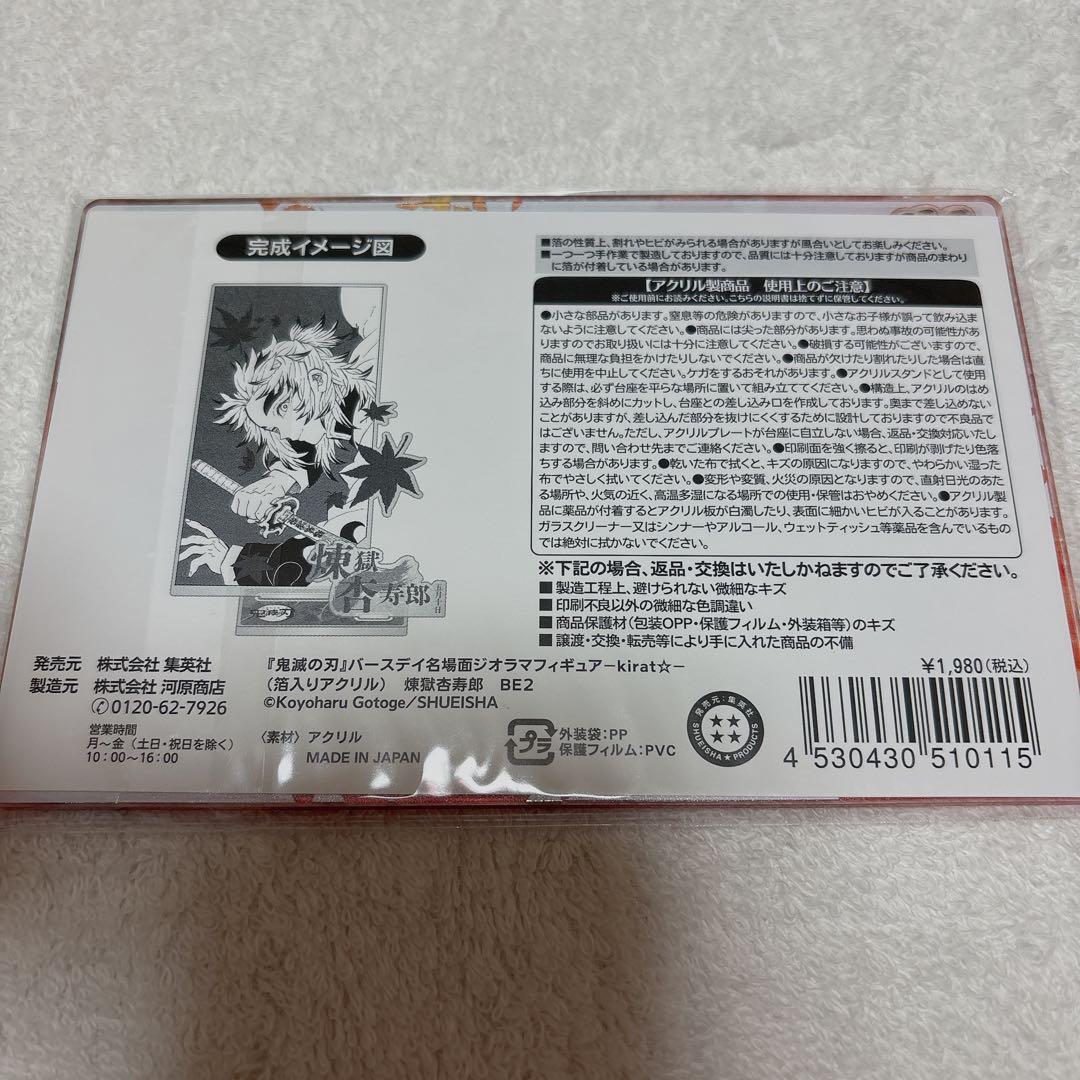 完成イメージ図
■箔の性質上、割れやヒビがみられる場合がありますが風合いとしてお楽しみください。
■一つ一つ手作業で製造しておりますので、品質には十分注意しておりますが商品のまわりに箔が付着している場合があります。
【アクリル製商品　使用上のご注意】
※ご使用前にお読みください。こちらの説明書は捨てずに保管してください。
●小さな部品があります。窒息等の危険がありますので、小さなお子様が誤って飲み込ま
ないように注意してください。●商品には尖った部分があります。思わぬ事故の可能性があり
ますのでお取り扱いには十分に注意してください。●破損する可能性がございますので、
商品に無理な負担をかけたりしないでください。●商品が欠けたり割れたりした場合は直
ちに使用を中止してください。ケガをするおそれがあります。●アクリルスタンドとして使用
する際は、必ず台座を平らな場所に置いて組み立ててください。●構造上、アクリルのはめ
込み部分を斜めにカットし、台座との差し込み口を作成しております。奥まで差し込めない
ことがありますが、差し込んだ部分を抜けにくくするために設計しておりますので不良品
ではございません。ただし、アクリルプレートが台座に自立しない場合、返品・交換対応いたし
ますので、問い合わせ先までご連絡ください。●印刷面を強く擦ると、印刷が剥げたり色落
ちする場合があります。●乾いた布で拭くと、キズの原因になりますので、やわらかい湿った
布でやさしく拭いてください。●変形や変質、火災の原因となりますので、直射日光のあた
る場所や、火気の近く、高温多湿になる場所での使用・保管はおやめください。●アクリル製
品に薬品が付着するとアクリル板が白濁したり、表面に細かいヒビが入ることがあります。
ガラスクリーナー又はシンナーやアルコール、ウェットティッシュ等薬品を含んでいるもの
では絶対に拭かないでください。
※下記の場合、返品・交換はいたしかねますのでご了承ください。
■製造工程上、避けられない微細なキズ
■印刷不良以外の微細な色調違い
■商品保護材(包装OPP・保護フィルム・外装箱等)のキズ
■譲渡・交換・転売等により手に入れた商品の不備
煉獄
杏寿郎
五月十日
鬼滅刃
発売元　株式会社 集英社
製造元　株式会社 河原商店
0120-62-7926
営業時間
月〜金（土日・祝日を除く）
10：00〜16：00
『鬼滅の刃』バースデイ名場面ジオラマフィギュア−kirat☆−
（箔入りアクリル）　煉獄杏寿郎　BE2
©Koyoharu Gotoge／SHUEISHA
〈素材〉アクリル
MADE IN JAPAN
プラ
外装袋：PP
保護フィルム：PVC
発売元：集英社
SHUEISHA★PRODUCTS
¥1,980(税込)
4 530430 510115